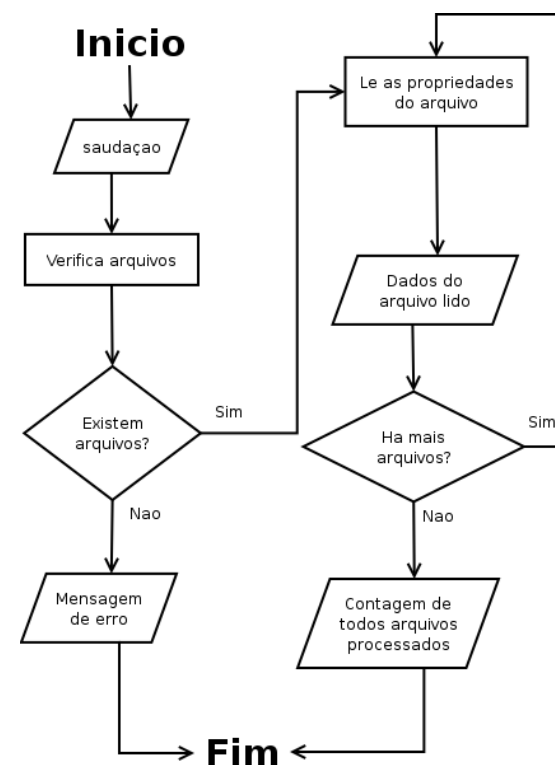 Inicio
saudaçao
Verifica arquivos
Existem
arquivos?
Sim
Nao
Mensagem
de erro
Le as propriedades
do arquivo
Dados do
arquivo lido
Ha mais
arquivos?
Sim
Nao
Contagem de
todos arquivos
processados
Fim